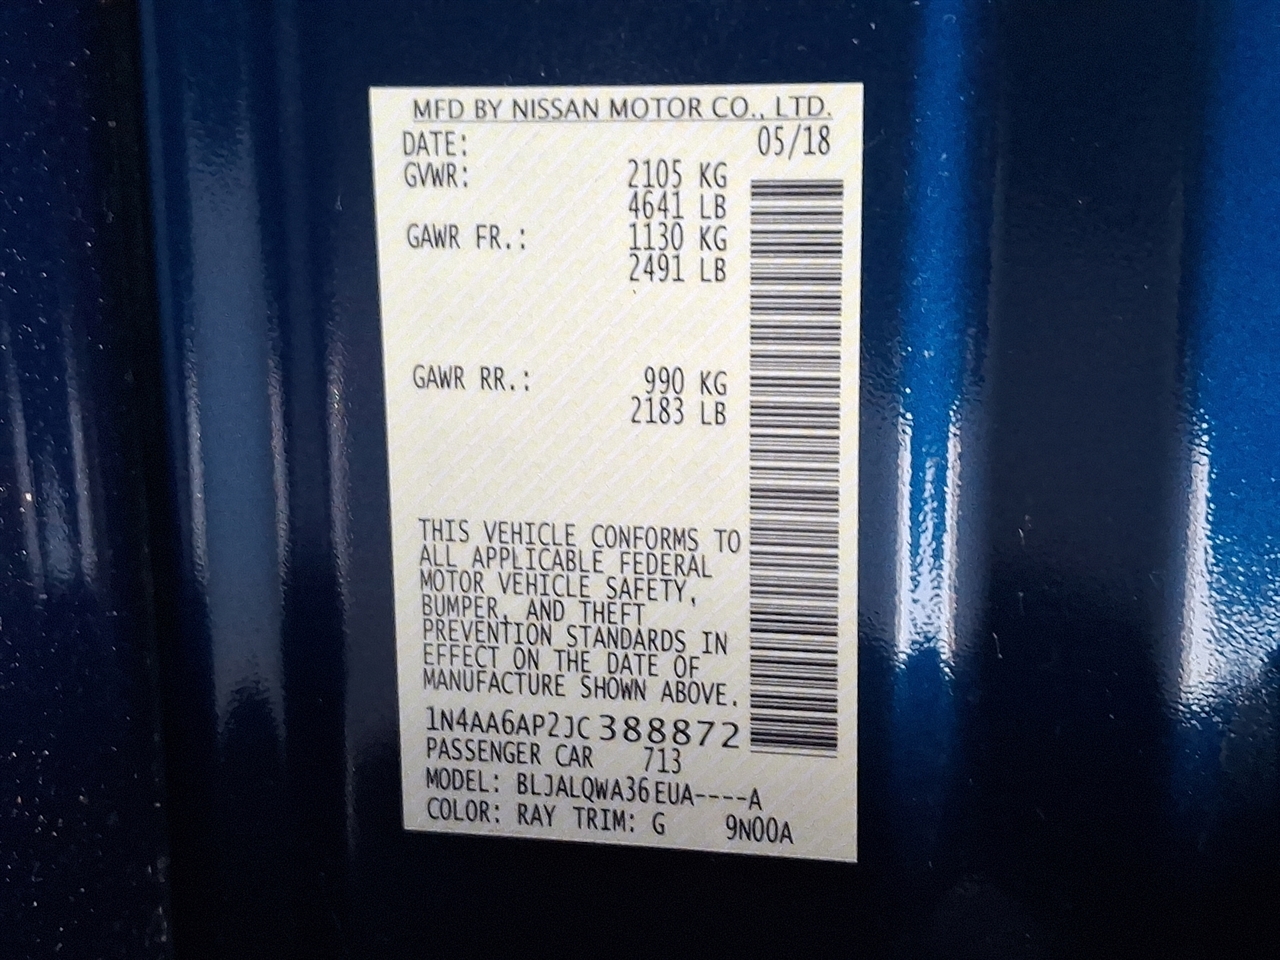 MFD BY NISSAN MOTOR CO., LTD.
DATE: 05/18
GVWR: 2105 KG
4641 LB
GAWR FR.: 1130 KG
2491 LB
GAWR RR.: 990 KG
2183 LB
THIS VEHICLE CONFORMS TO
ALL APPLICABLE FEDERAL
MOTOR VEHICLE SAFETY,
BUMPER, AND THEFT
PREVENTION STANDARDS IN
EFFECT ON THE DATE OF
MANUFACTURE SHOWN ABOVE.
1N4AA6AP2JC388872
PASSENGER CAR 713
MODEL: BLJALQWA36EUA----A
COLOR: RAY TRIM: G 9N00A